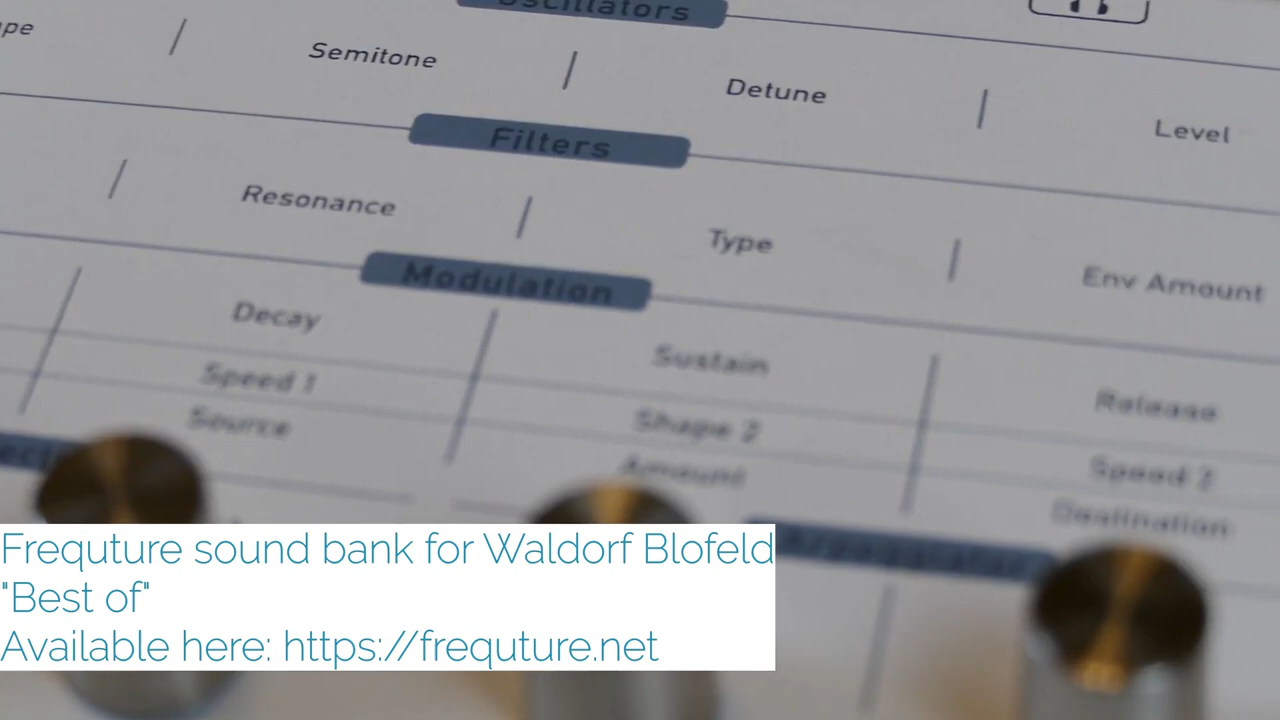 Oscillators
Semitone
Detune
Level
Filters
Resonance
Type
Env Amount
Modulation
Decay
Sustain
Release
Speed 1
Shape 2
Speed 2
Source
Amount
Destination
Arpeggiator
Frequture sound bank for Waldorf Blofeld
"Best of"
Available here: https://frequture.net